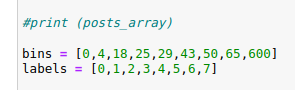 #print (posts_array)
bins = [0,4,18,25,29,43,50,65,600]
labels = [0,1,2,3,4,5,6,7]